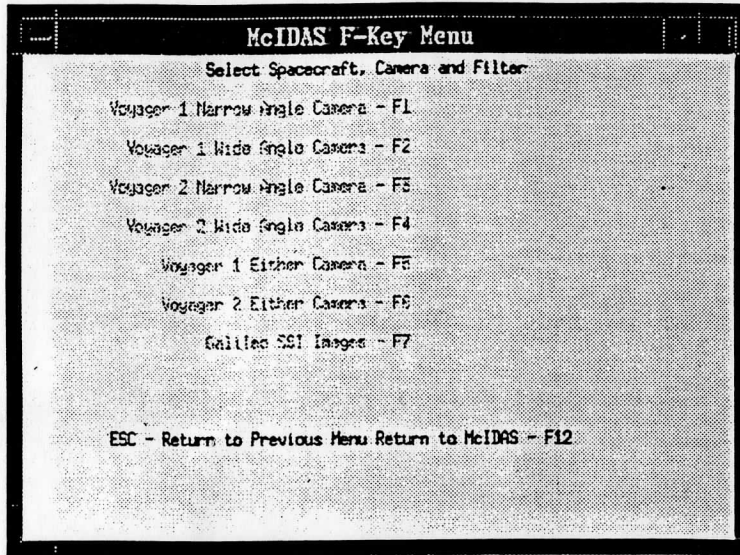 McIDAS F-Key Menu
Select Spacecraft, Camera and Filter
Voyager 1 Narrow Angle Camera - F1
Voyager 1 Wide Angle Camera - F2
Voyager 2 Narrow Angle Camera - F3
Voyager 2 Wide Angle Camera - F4
Voyager 1 Either Camera - F5
Voyager 2 Either Camera - F6
Galileo SSI Images - F7
ESC - Return to Previous Menu Return to McIDAS - F12